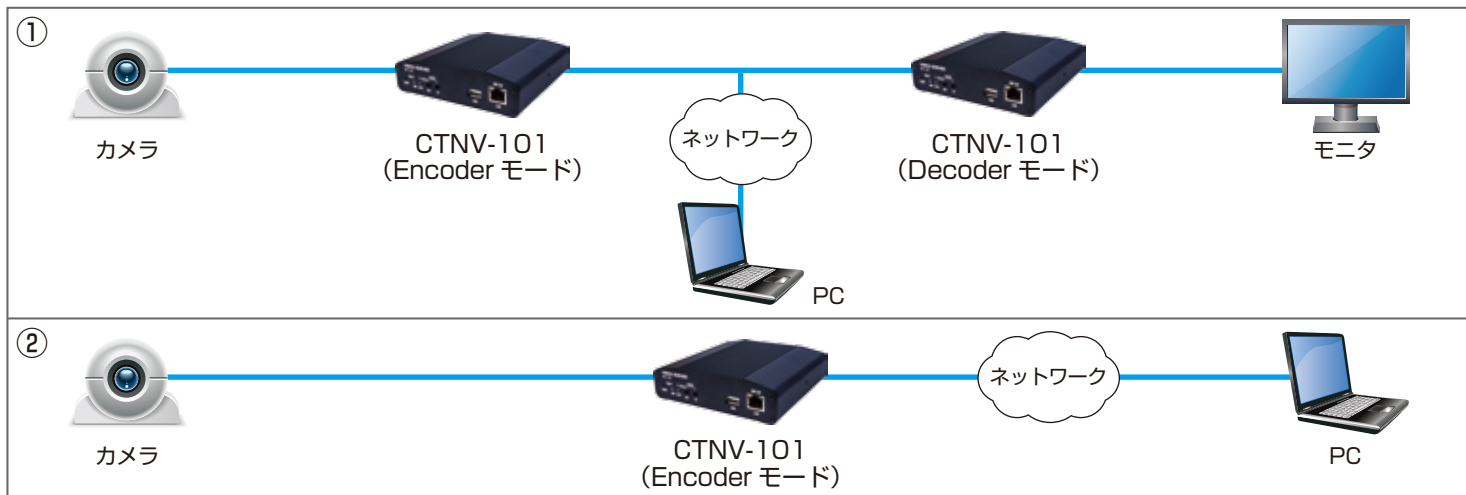 ①
カメラ
CTNV-101
(Encoder モード)
ネットワーク
CTNV-101
(Decoder モード)
モニタ
PC
②
カメラ
CTNV-101
(Encoder モード)
ネットワーク
PC